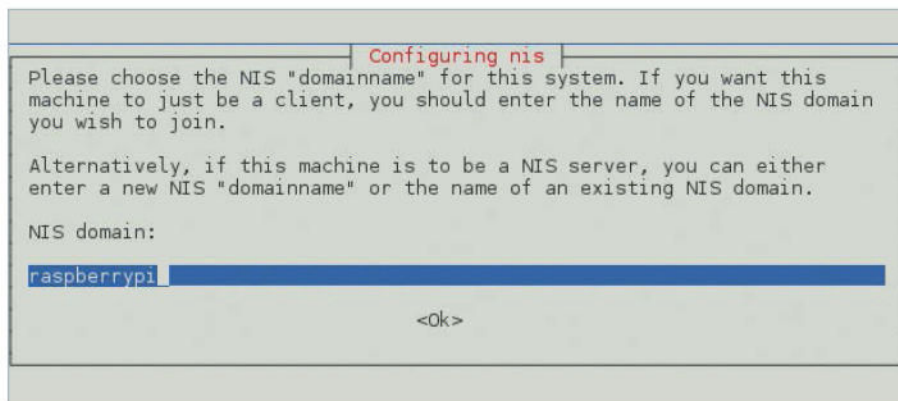 Configuring nis
Please choose the NIS "domainname" for this system. If you want this
machine to just be a client, you should enter the name of the NIS domain
you wish to join.
Alternatively, if this machine is to be a NIS server, you can either
enter a new NIS "domainname" or the name of an existing NIS domain.
NIS domain:
raspberrypi
<Ok>